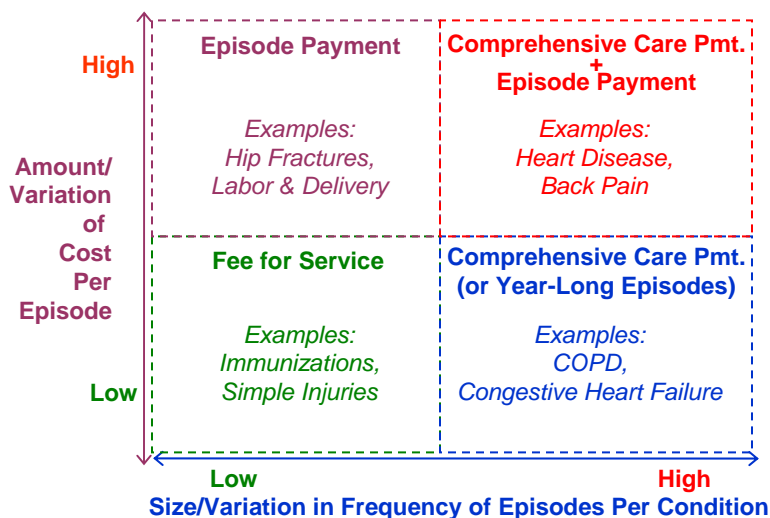 High
Amount/
Variation
of
Cost
Per
Episode
Low
Episode Payment
Examples:
Hip Fractures,
Labor & Delivery
Comprehensive Care Pmt.
+
Episode Payment
Examples:
Heart Disease,
Back Pain
Fee for Service
Examples:
Immunizations,
Simple Injuries
Comprehensive Care Pmt.
(or Year-Long Episodes)
Examples:
COPD,
Congestive Heart Failure
Low
High
Size/Variation in Frequency of Episodes Per Condition